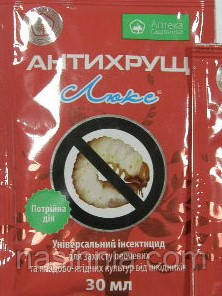 Аптека
Садівника
АНТИХРУЩ
Люкс
Потрійна
дія
Універсальний інсектицид
для захисту овочевих
та плодово-ягідних культур від шкідників
30 мл